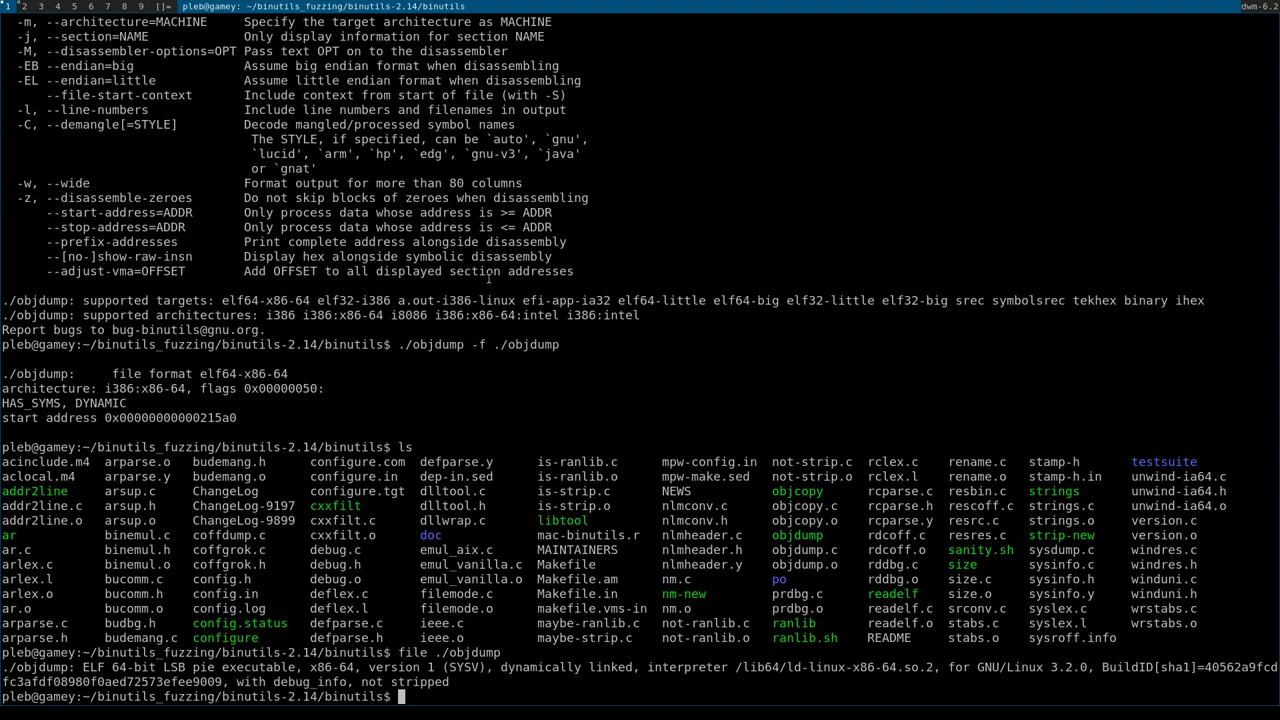 1 2 3 4 5 6 7 8 9 []= pleb@gamey: ~/binutils_fuzzing/binutils-2.14/binutils dwm-6.2
-m, --architecture=MACHINE Specify the target architecture as MACHINE
-j, --section=NAME Only display information for section NAME
-M, --disassembler-options=OPT Pass text OPT on to the disassembler
-EB --endian=big Assume big endian format when disassembling
-EL --endian=little Assume little endian format when disassembling
--file-start-context Include context from start of file (with -S)
-l, --line-numbers Include line numbers and filenames in output
-C, --demangle[=STYLE] Decode mangled/processed symbol names
The STYLE, if specified, can be `auto', `gnu',
`lucid', `arm', `hp', `edg', `gnu-v3', `java'
or `gnat'
-w, --wide Format output for more than 80 columns
-z, --disassemble-zeroes Do not skip blocks of zeroes when disassembling
--start-address=ADDR Only process data whose address is >= ADDR
--stop-address=ADDR Only process data whose address is <= ADDR
--prefix-addresses Print complete address alongside disassembly
--[no-]show-raw-insn Display hex alongside symbolic disassembly
--adjust-vma=OFFSET Add OFFSET to all displayed section addresses
./objdump: supported targets: elf64-x86-64 elf32-i386 a.out-i386-linux efi-app-ia32 elf64-little elf64-big elf32-little elf32-big srec symbolsrec tekhex binary ihex
./objdump: supported architectures: i386 i386:x86-64 i8086 i386:x86-64:intel i386:intel
Report bugs to bug-binutils@gnu.org.
pleb@gamey:~/binutils_fuzzing/binutils-2.14/binutils$ ./objdump -f ./objdump
./objdump: file format elf64-x86-64
architecture: i386:x86-64, flags 0x00000050:
HAS_SYMS, DYNAMIC
start address 0x00000000000215a0
pleb@gamey:~/binutils_fuzzing/binutils-2.14/binutils$ ls
acinclude.m4 arparse.o budemang.h configure.com defparse.y is-ranlib.c mpw-config.in not-strip.c rclex.c rename.c stamp-h testsuite
aclocal.m4 arparse.y budemang.o configure.in dep-in.sed is-ranlib.o mpw-make.sed not-strip.o rclex.l rename.o stamp-h.in unwind-ia64.c
addr2line arsup.c ChangeLog configure.tgt dlltool.c is-strip.c NEWS objcopy rcparse.c resbin.c strings unwind-ia64.h
addr2line.c arsup.h ChangeLog-9197 cxxfilt dlltool.h is-strip.o nlmconv.c objcopy.c rcparse.h rescoff.c strings.c unwind-ia64.o
addr2line.o arsup.o ChangeLog-9899 cxxfilt.c dllwrap.c libtool nlmconv.h objcopy.o rcparse.y resrc.c strings.o version.c
ar binemul.c coffdump.c cxxfilt.o doc mac-binutils.r nlmheader.c objdump rdcoff.c resres.c strip-new version.o
ar.c binemul.h coffgrok.c debug.c emul_aix.c MAINTAINERS nlmheader.h objdump.c rdcoff.o sanity.sh sysdump.c windres.c
arlex.c binemul.o coffgrok.h debug.h emul_vanilla.c Makefile nlmheader.y objdump.o rddbg.c size sysinfo.c windres.h
arlex.l bucomm.c config.h debug.o emul_vanilla.o Makefile.am nm.c po rddbg.o size.c sysinfo.h winduni.c
arlex.o bucomm.h config.in deflex.c filemode.c Makefile.in nm-new prdbg.c readelf size.o sysinfo.y winduni.h
ar.o bucomm.o config.log deflex.l filemode.o makefile.vms-in nm.o prdbg.o readelf.c srconv.c syslex.c wrstabs.c
arparse.c budbg.h config.status defparse.c ieee.c maybe-ranlib.c not-ranlib.c ranlib readelf.o stabs.c syslex.l wrstabs.o
arparse.h budemang.c configure defparse.h ieee.o maybe-strip.c not-ranlib.o ranlib.sh README stabs.o sysroff.info
pleb@gamey:~/binutils_fuzzing/binutils-2.14/binutils$ file ./objdump
./objdump: ELF 64-bit LSB pie executable, x86-64, version 1 (SYSV), dynamically linked, interpreter /lib64/ld-linux-x86-64.so.2, for GNU/Linux 3.2.0, BuildID[sha1]=40562a9fcd
fc3afdf08980f0aed72573efee9009, with debug_info, not stripped
pleb@gamey:~/binutils_fuzzing/binutils-2.14/binutils$